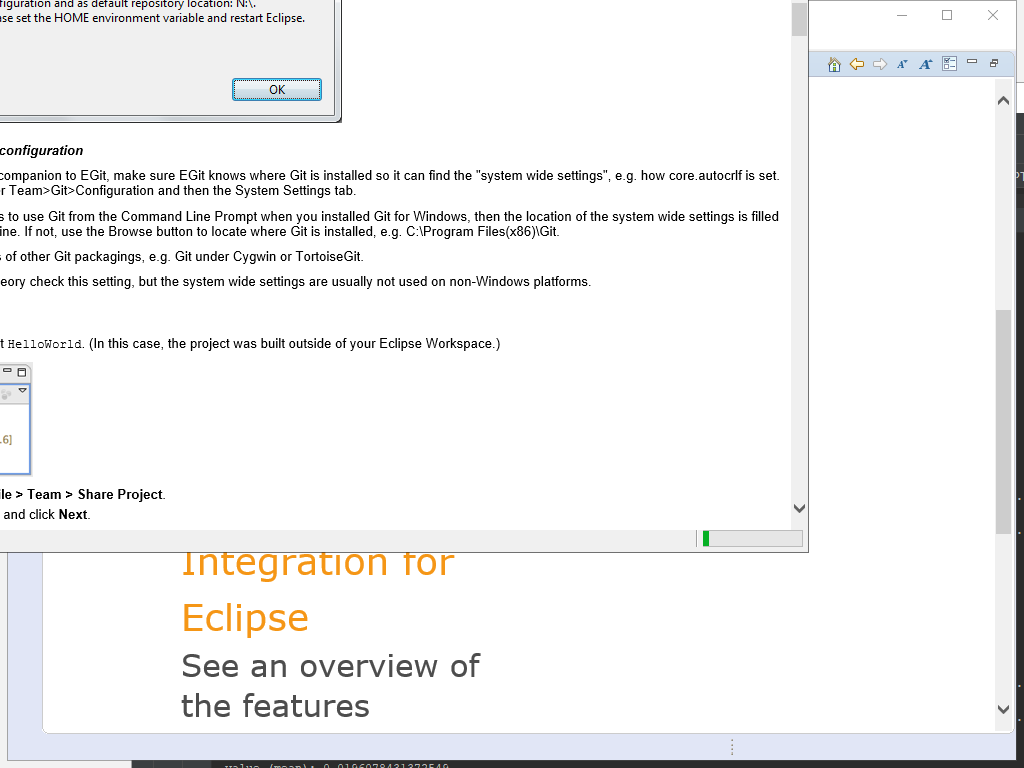 figuration and as default repository location: N:\.
se set the HOME environment variable and restart Eclipse.
OK
configuration
companion to EGit, make sure EGit knows where Git is installed so it can find the "system wide settings", e.g. how core.autocrlf is set.
r Team>Git>Configuration and then the System Settings tab.
s to use Git from the Command Line Prompt when you installed Git for Windows, then the location of the system wide settings is filled
ine. If not, use the Browse button to locate where Git is installed, e.g. C:\Program Files(x86)\Git.
s of other Git packagings, e.g. Git under Cygwin or TortoiseGit.
eory check this setting, but the system wide settings are usually not used on non-Windows platforms.
t HelloWorld. (In this case, the project was built outside of your Eclipse Workspace.)
.6]
ile > Team > Share Project.
and click Next.
Integration for
Eclipse
See an overview of
the features
value (mean): 0.0196078431372549